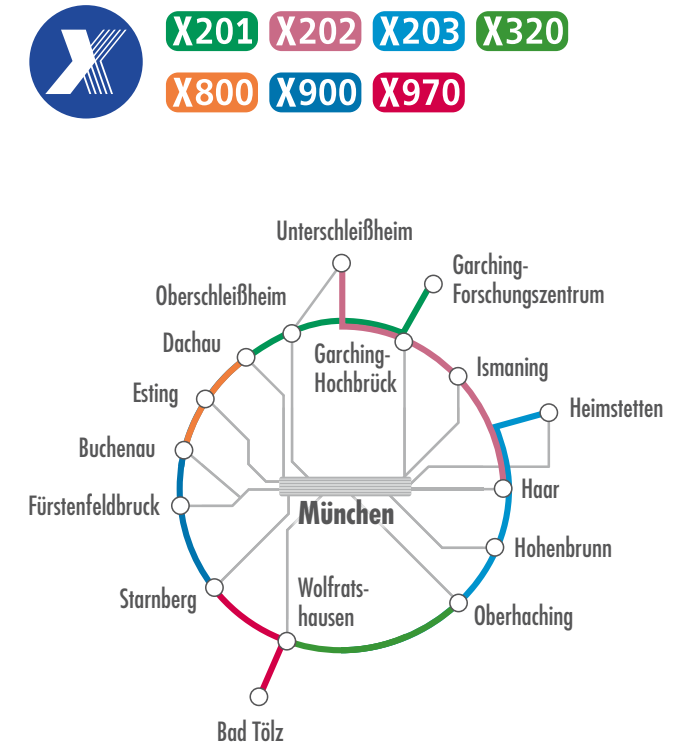 X201 X202 X203 X320
X800 X900 X970
Unterschleißheim
Garching-
Forschungszentrum
Oberschleißheim
Dachau
Garching-
Hochbrück
Ismaning
Esting
Heimstetten
Buchenau
Haar
Fürstenfeldbruck
München
Hohenbrunn
Wolfrats-
hausen
Starnberg
Oberhaching
Bad Tölz